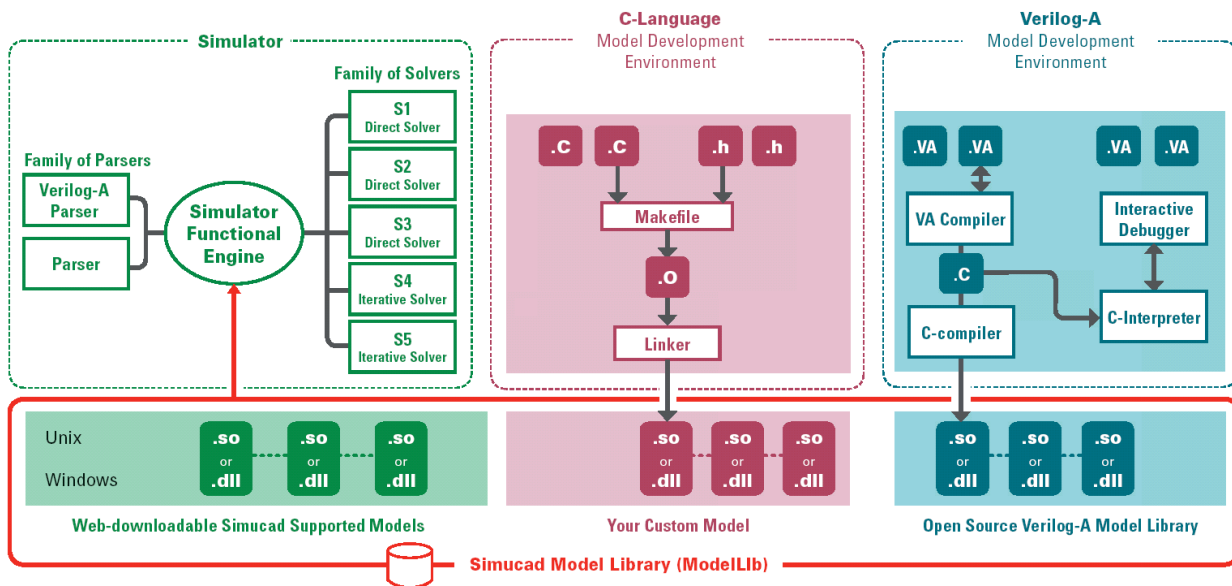 Simulator
Family of Parsers
Verilog-A
Parser
Parser
Simulator
Functional
Engine
Family of Solvers
S1
Direct Solver
S2
Direct Solver
S3
Direct Solver
S4
Iterative Solver
S5
Iterative Solver
C-Language
Model Development
Environment
.C
.C
.h
.h
Makefile
.O
Linker
Verilog-A
Model Development
Environment
.VA
.VA
.VA
.VA
VA Compiler
Interactive
Debugger
.C
C-compiler
C-Interpreter
Unix
Windows
.so
or
.dll
.so
or
.dll
.so
or
.dll
Web-downloadable Simucad Supported Models
.so
or
.dll
.so
or
.dll
.so
or
.dll
Your Custom Model
.so
or
.dll
.so
or
.dll
.so
or
.dll
Open Source Verilog-A Model Library
Simucad Model Library (ModelLIb)